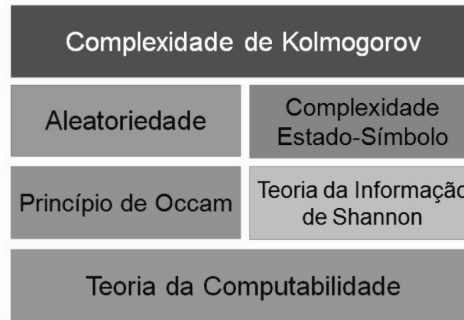 Complexidade de Kolmogorov
Aleatoriedade
Complexidade
Estado-Símbolo
Princípio de Occam
Teoria da Informação
de Shannon
Teoria da Computabilidade